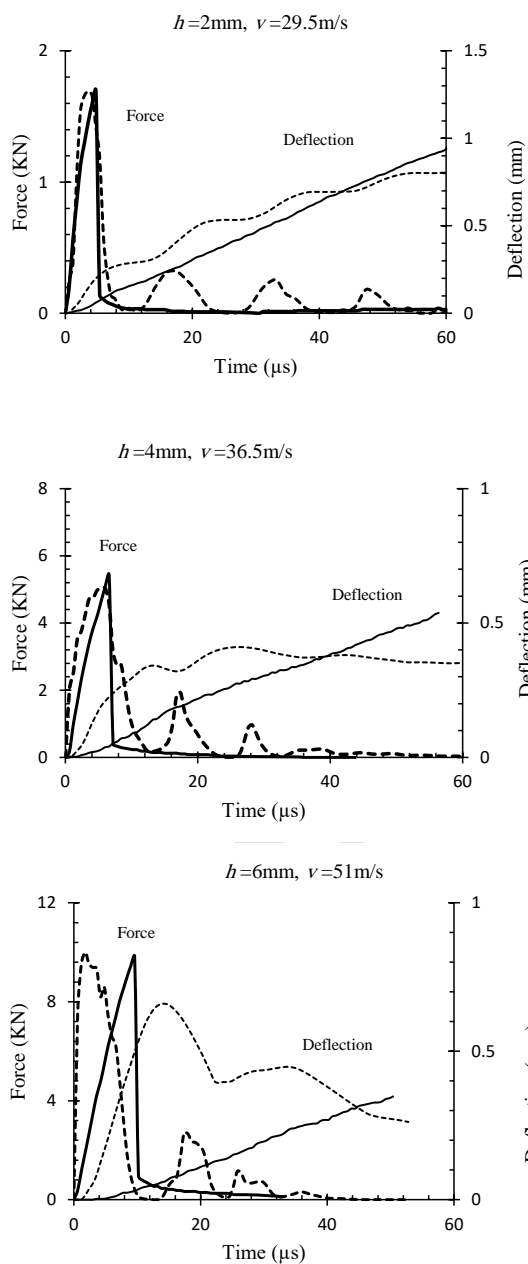 h=2mm, v=29.5m/s
2
1.5
Force
Deflection
1
1
0.5
0
0
0
20
40
60
Force (KN)
Deflection (mm)
Time (µs)
h=4mm, v=36.5m/s
8
1
Force
6
Deflection
4
0.5
2
0
0
0
20
40
60
Force (KN)
Deflection (mm)
Time (µs)
h=6mm, v=51m/s
12
1
Force
8
Deflection
0.5
4
0
0
0
20
40
60
Force (KN)
Time (µs)